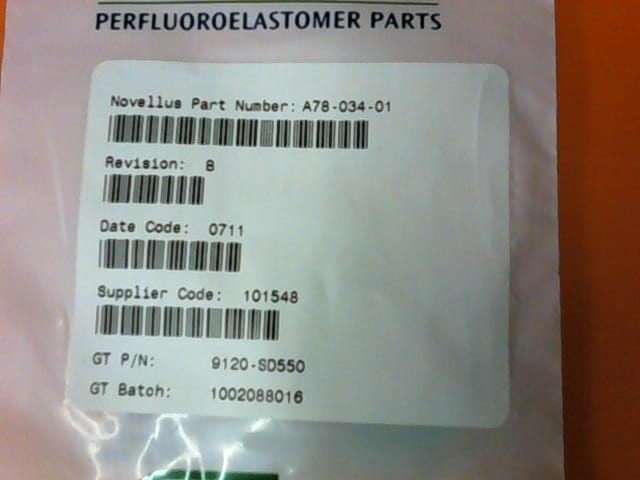 PERFLUOROELASTOMER PARTS
Novellus Part Number: A78-034-01
Revision: B
Date Code: 0711
Supplier Code: 101548
GT P/N: 9120-SD550
GT Batch: 1002088016